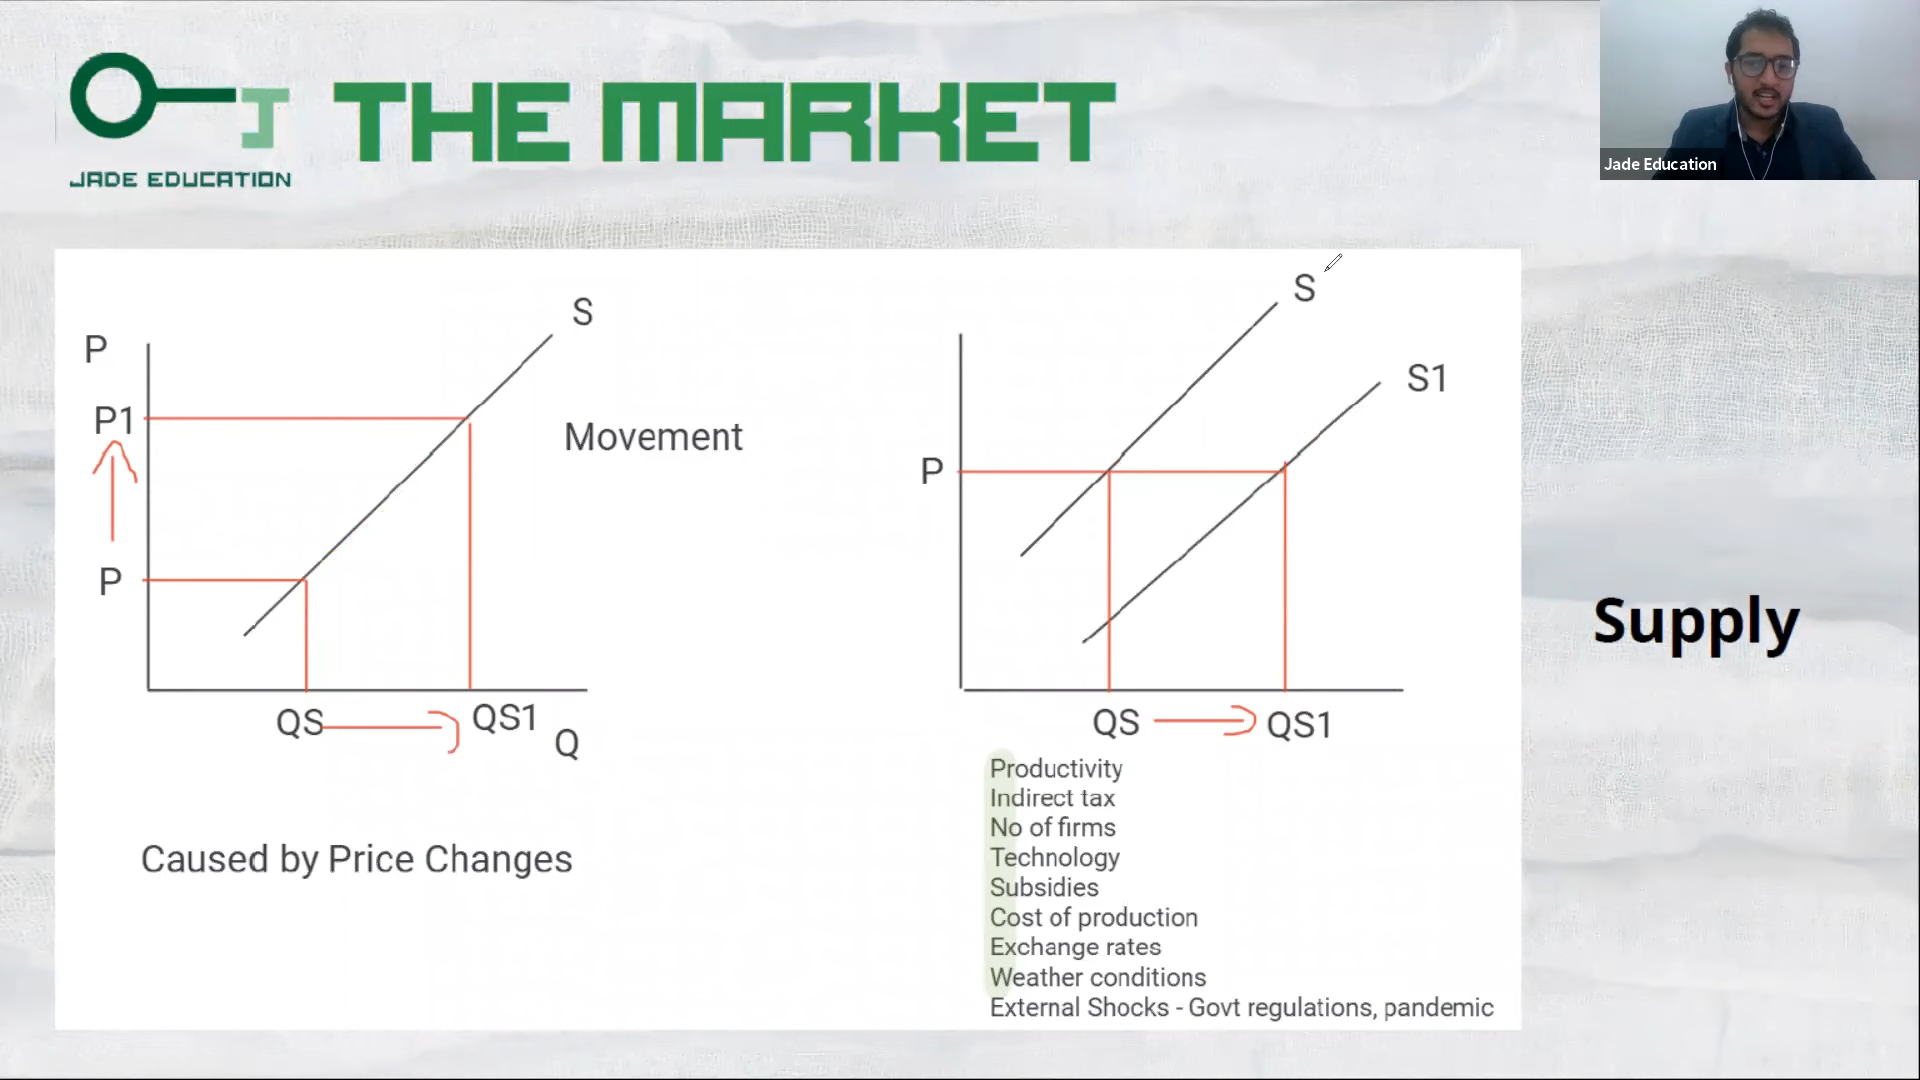 J
JADE EDUCATION
THE MARKET
Jade Education
P
P1
P
S
Movement
QS
QS1
Q
Caused by Price Changes
S
S1
P
QS
QS1
Productivity
Indirect tax
No of firms
Technology
Subsidies
Cost of production
Exchange rates
Weather conditions
External Shocks - Govt regulations, pandemic
Supply